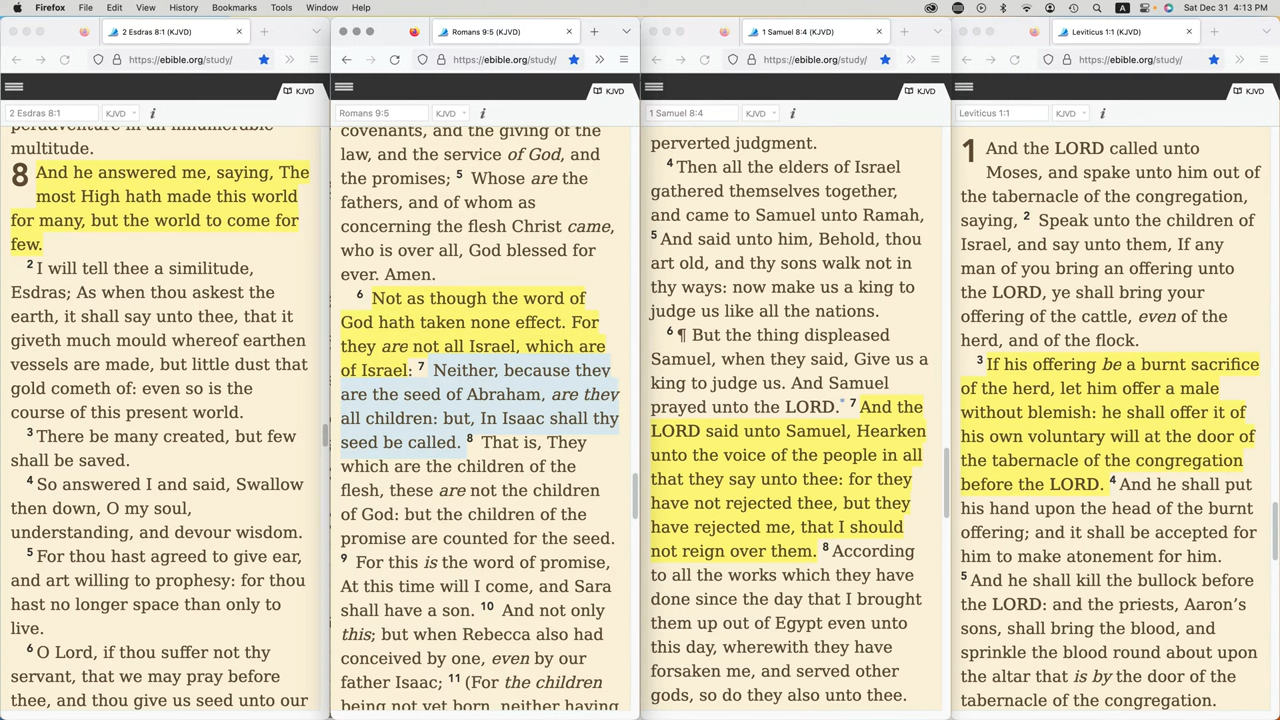 Firefox File Edit View History Bookmarks Tools Window Help
A
Sat Dec 31 4:13 PM
2 Esdras 8:1 (KJVD)
https://ebible.org/study/
KJVD
2 Esdras 8:1 KJVD i
peradventure in an innumerable
multitude.
8 And he answered me, saying, The
most High hath made this world
for many, but the world to come for
few.
2 I will tell thee a similitude,
Esdras; As when thou askest the
earth, it shall say unto thee, that it
giveth much mould whereof earthen
vessels are made, but little dust that
gold cometh of: even so is the
course of this present world.
3 There be many created, but few
shall be saved.
4 So answered I and said, Swallow
then down, O my soul,
understanding, and devour wisdom.
5 For thou hast agreed to give ear,
and art willing to prophesy: for thou
hast no longer space than only to
live.
6 O Lord, if thou suffer not thy
servant, that we may pray before
thee, and thou give us seed unto our
Romans 9:5 (KJVD)
https://ebible.org/study/
KJVD
Romans 9:5 KJVD i
covenants, and the giving of the
law, and the service of God, and
the promises; 5 Whose are the
fathers, and of whom as
concerning the flesh Christ came,
who is over all, God blessed for
ever. Amen.
6 Not as though the word of
God hath taken none effect. For
they are not all Israel, which are
of Israel: 7 Neither, because they
are the seed of Abraham, are they
all children: but, In Isaac shall thy
seed be called. 8 That is, They
which are the children of the
flesh, these are not the children
of God: but the children of the
promise are counted for the seed.
9 For this is the word of promise,
At this time will I come, and Sara
shall have a son. 10 And not only
this; but when Rebecca also had
conceived by one, even by our
father Isaac; 11 (For the children
being not yet born, neither having
1 Samuel 8:4 (KJVD)
https://ebible.org/study/
KJVD
1 Samuel 8:4 KJVD i
perverted judgment.
4 Then all the elders of Israel
gathered themselves together,
and came to Samuel unto Ramah,
5 And said unto him, Behold, thou
art old, and thy sons walk not in
thy ways: now make us a king to
judge us like all the nations.
6 ¶ But the thing displeased
Samuel, when they said, Give us a
king to judge us. And Samuel
prayed unto the LORD.* 7 And the
LORD said unto Samuel, Hearken
unto the voice of the people in all
that they say unto thee: for they
have not rejected thee, but they
have rejected me, that I should
not reign over them. 8 According
to all the works which they have
done since the day that I brought
them up out of Egypt even unto
this day, wherewith they have
forsaken me, and served other
gods, so do they also unto thee.
Leviticus 1:1 (KJVD)
https://ebible.org/study/
KJVD
Leviticus 1:1 KJVD i
1 And the LORD called unto
Moses, and spake unto him out of
the tabernacle of the congregation,
saying, 2 Speak unto the children of
Israel, and say unto them, If any
man of you bring an offering unto
the LORD, ye shall bring your
offering of the cattle, even of the
herd, and of the flock.
3 If his offering be a burnt sacrifice
of the herd, let him offer a male
without blemish: he shall offer it of
his own voluntary will at the door of
the tabernacle of the congregation
before the LORD. 4 And he shall put
his hand upon the head of the burnt
offering; and it shall be accepted for
him to make atonement for him.
5 And he shall kill the bullock before
the LORD: and the priests, Aaron’s
sons, shall bring the blood, and
sprinkle the blood round about upon
the altar that is by the door of the
tabernacle of the congregation.